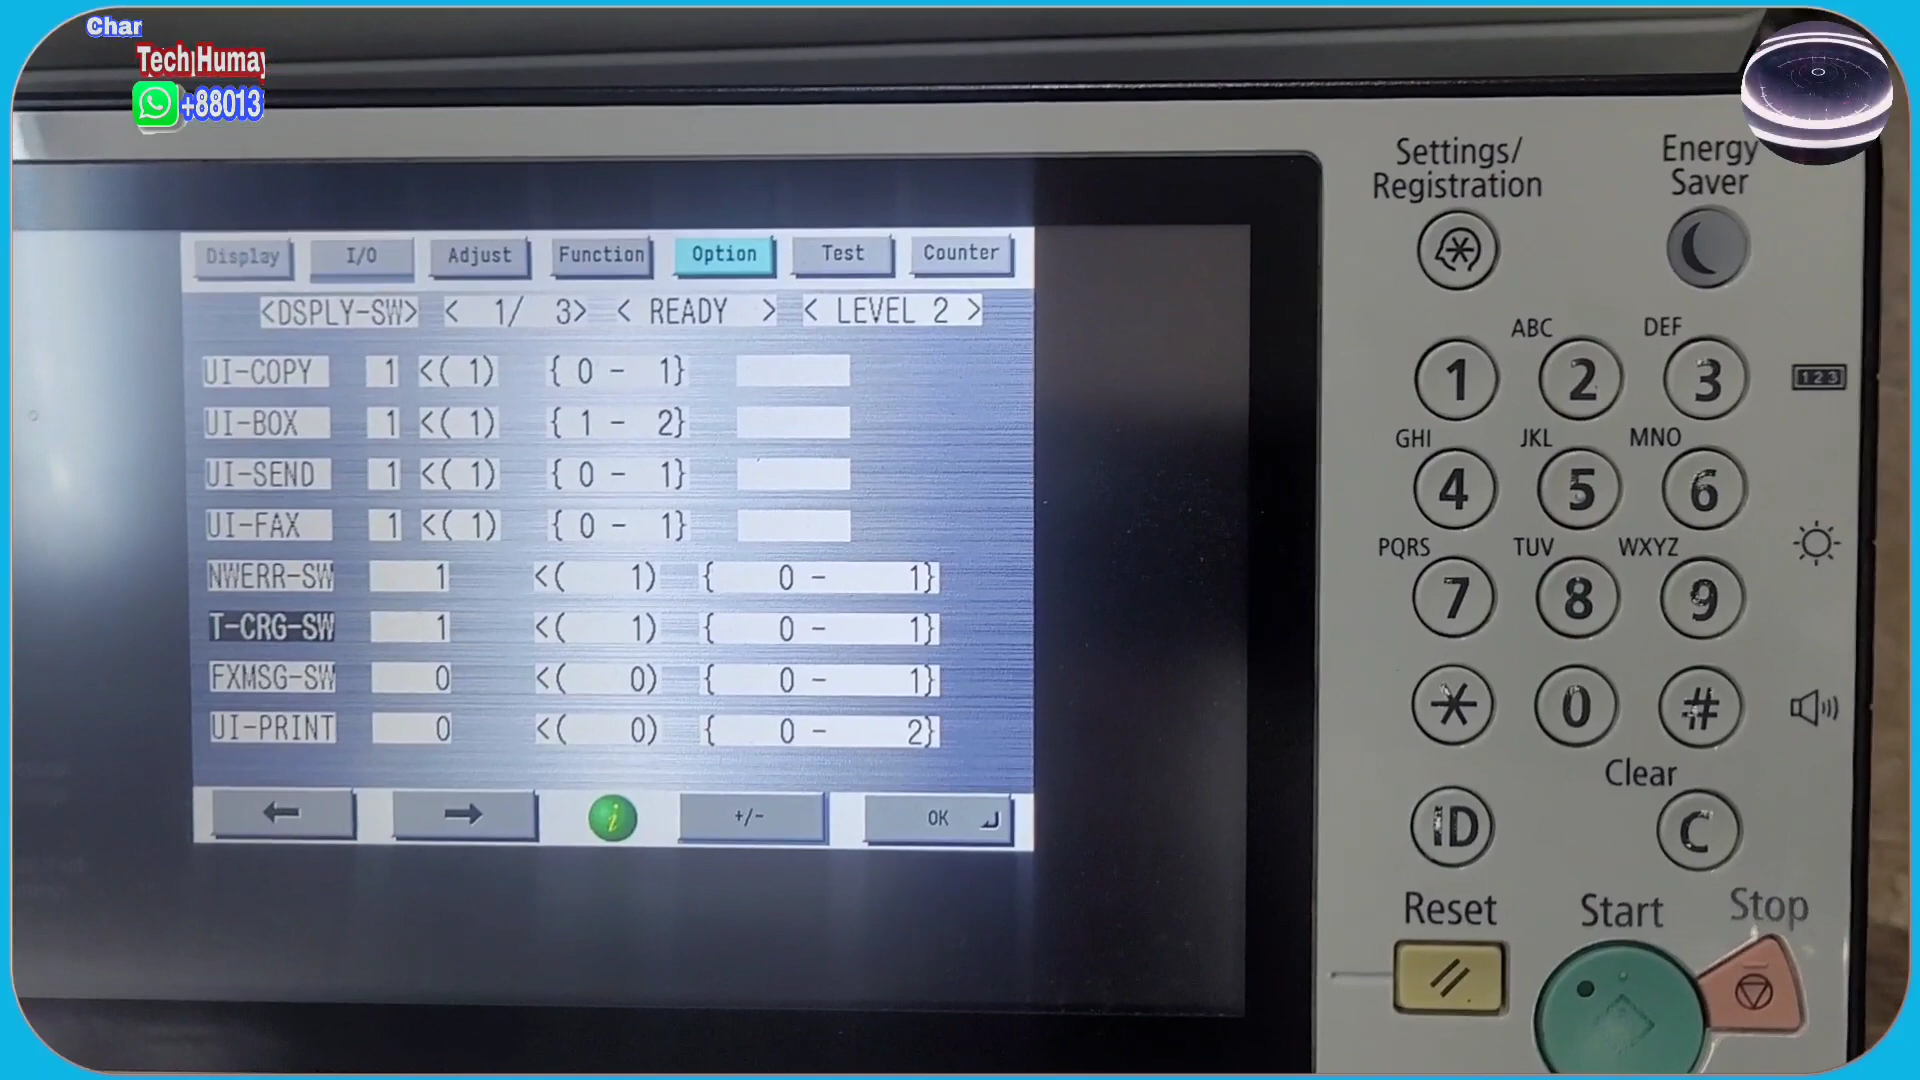 Char
Tech Humay
+88013
Settings/
Registration
Energy
Saver
Display I/O Adjust Function Option Test Counter
<DSPLY-SW> < 1/ 3> < READY > < LEVEL 2 >
UI-COPY 1 <( 1) { 0 - 1}
UI-BOX 1 <( 1) { 1 - 2}
UI-SEND 1 <( 1) { 0 - 1}
UI-FAX 1 <( 1) { 0 - 1}
NWERR-SW 1 <( 1) { 0 - 1}
T-CRG-SW 1 <( 1) { 0 - 1}
FXMSG-SW 0 <( 0) { 0 - 1}
UI-PRINT 0 <( 0) { 0 - 2}
← → i +/- OK
ABC DEF
1 2 3 123
GHI JKL MNO
4 5 6
PQRS TUV WXYZ
7 8 9
* 0 #
Clear
ID C
Reset Start Stop